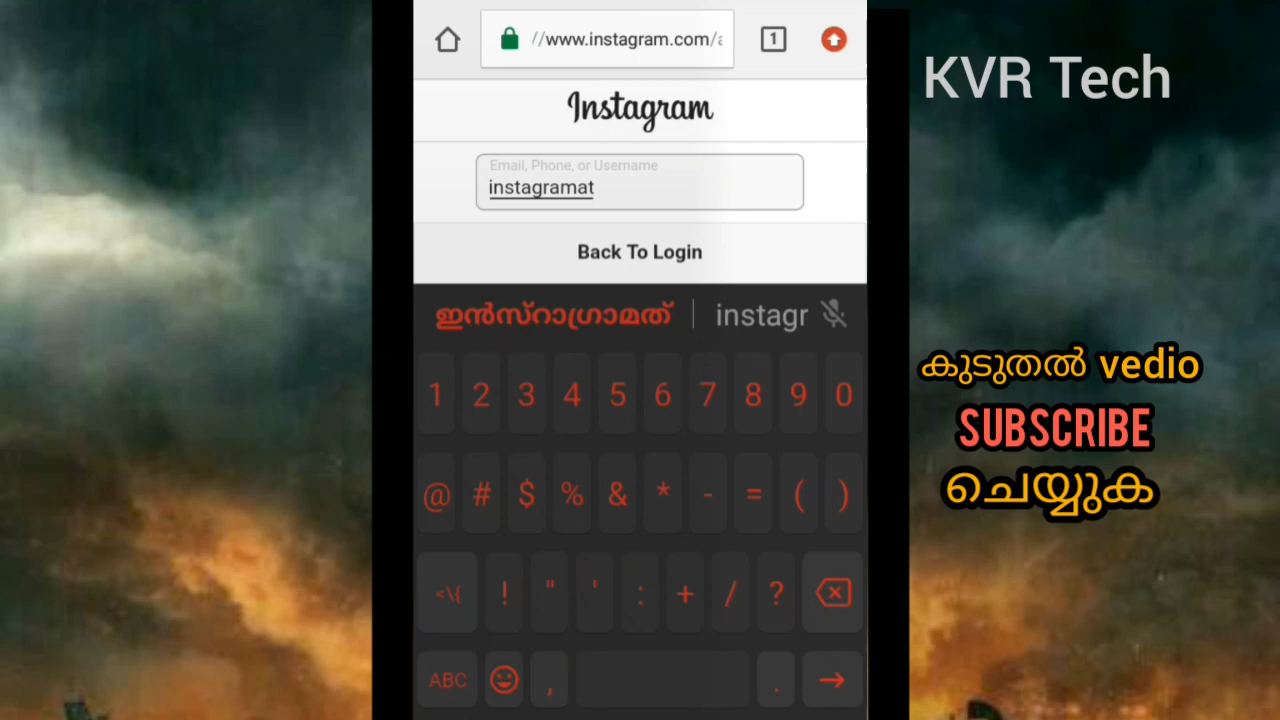 1
//www.instagram.com/a
Instagram
Email, Phone, or Username
instagramat
Back To Login
ഇൻസ്റാഗ്രാമത് instagr
1 2 3 4 5 6 7 8 9 0
@ # $ % & * - = ( )
<\{ ! " ' : + / ?
ABC , .
KVR Tech
കുടുതൽ vedio
SUBSCRIBE
ചെയ്യുക